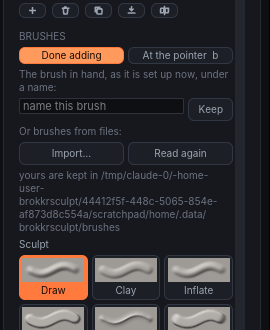 BRUSHES
Done adding
At the pointer b
The brush in hand, as it is set up now, under
a name:
name this brush
Keep
Or brushes from files:
Import...
Read again
yours are kept in /tmp/claude-0/-home-
user-
brokkrsculpt/44412f5f-448c-5065-854e-
af873d8c554a/scratchpad/home/.data/
brokkrsculpt/brushes
Sculpt
Draw
Clay
Inflate